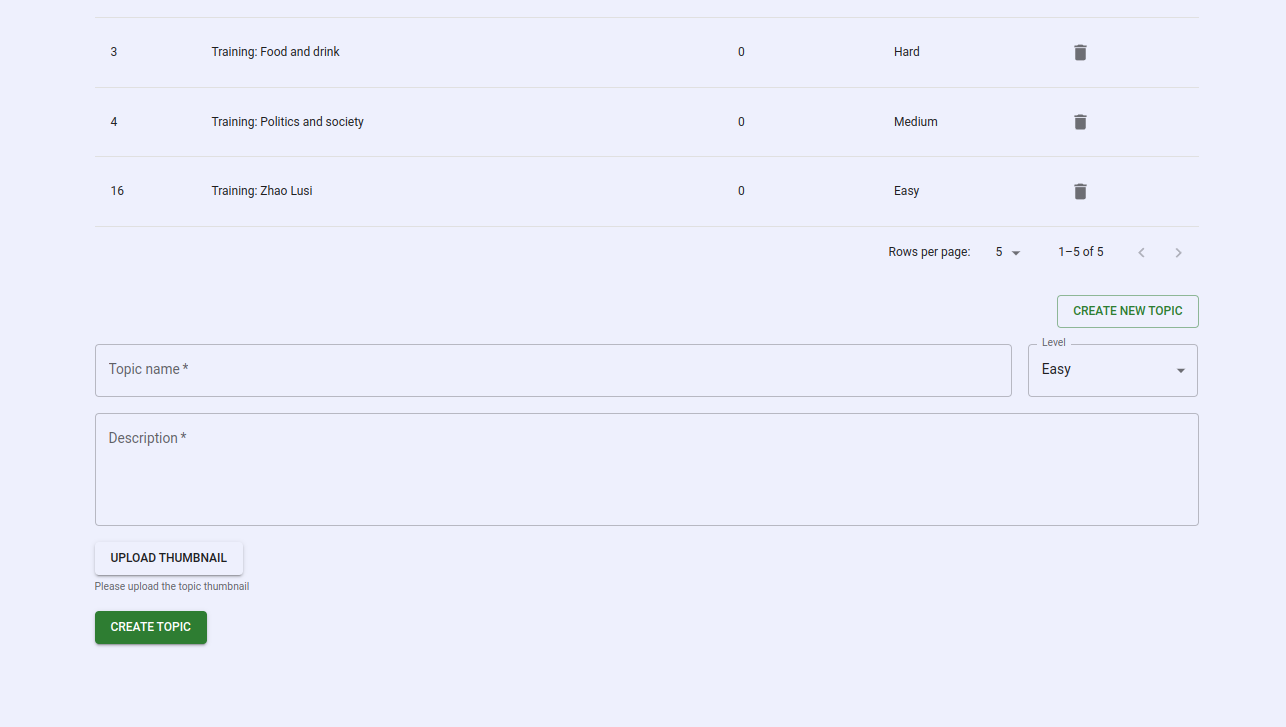 3 Training: Food and drink 0 Hard
4 Training: Politics and society 0 Medium
16 Training: Zhao Lusi 0 Easy
Rows per page: 5 1–5 of 5
CREATE NEW TOPIC
Level
Topic name * Easy
Description *
UPLOAD THUMBNAIL
Please upload the topic thumbnail
CREATE TOPIC